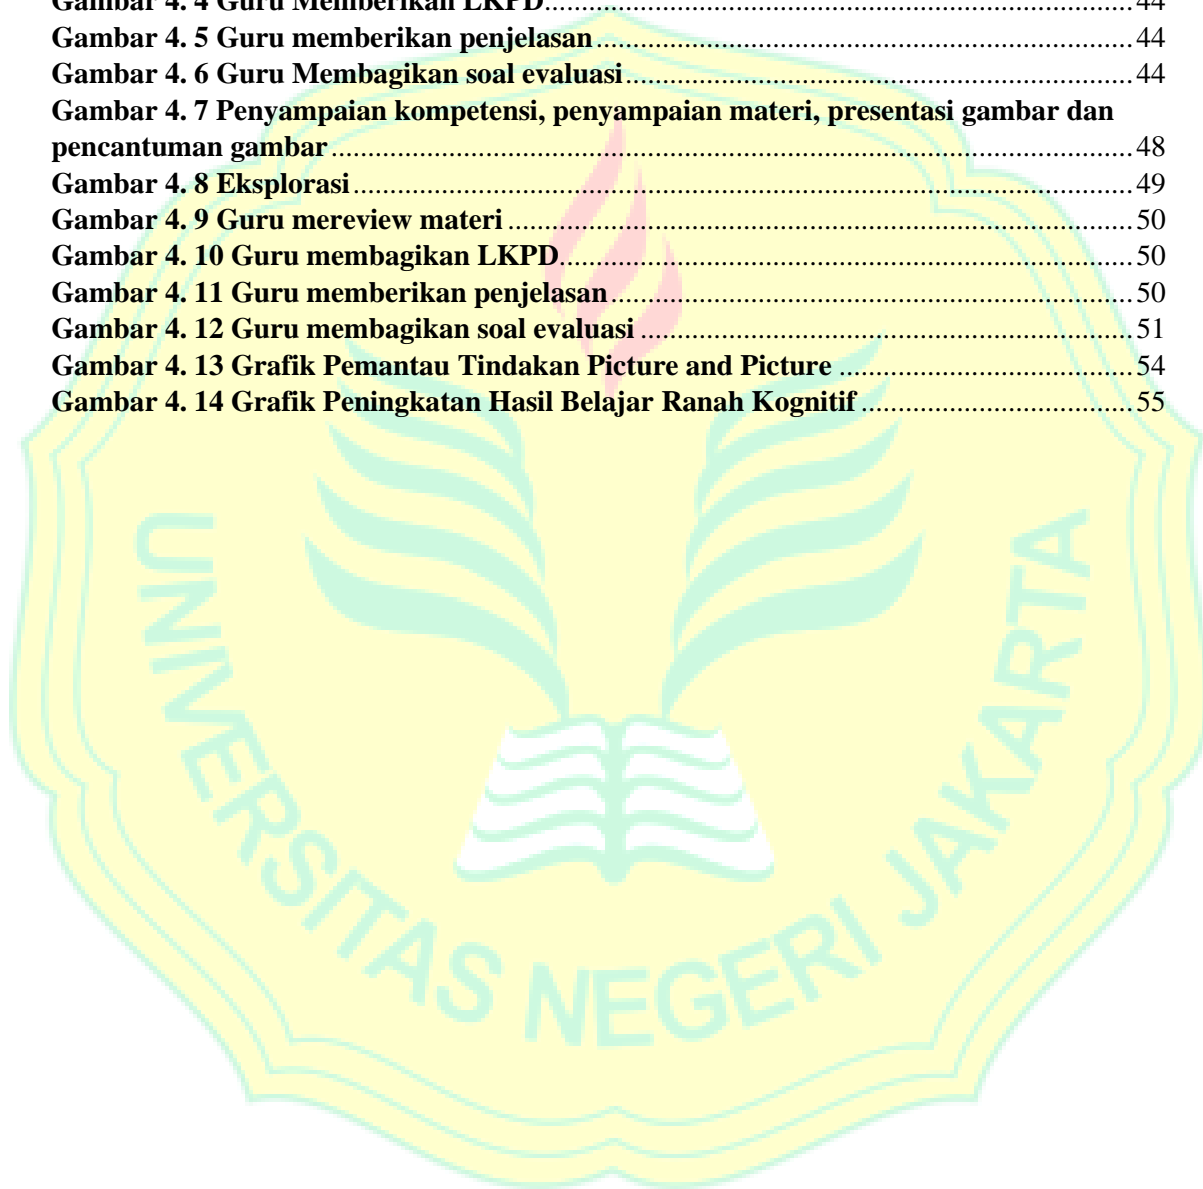 Gambar 4. 4 Guru Memberikan LKPD.......................................................................................44
Gambar 4. 5 Guru memberikan penjelasan................................................................................44
Gambar 4. 6 Guru Membagikan soal evaluasi............................................................................44
Gambar 4. 7 Penyampaian kompetensi, penyampaian materi, presentasi gambar dan
pencantuman gambar..................................................................................................................48
Gambar 4. 8 Eksplorasi...............................................................................................................49
Gambar 4. 9 Guru mereview materi...........................................................................................50
Gambar 4. 10 Guru membagikan LKPD....................................................................................50
Gambar 4. 11 Guru memberikan penjelasan..............................................................................50
Gambar 4. 12 Guru membagikan soal evaluasi..........................................................................51
Gambar 4. 13 Grafik Pemantau Tindakan Picture and Picture................................................54
Gambar 4. 14 Grafik Peningkatan Hasil Belajar Ranah Kognitif.............................................55
UNIVERSITAS NEGERI JAKARTA